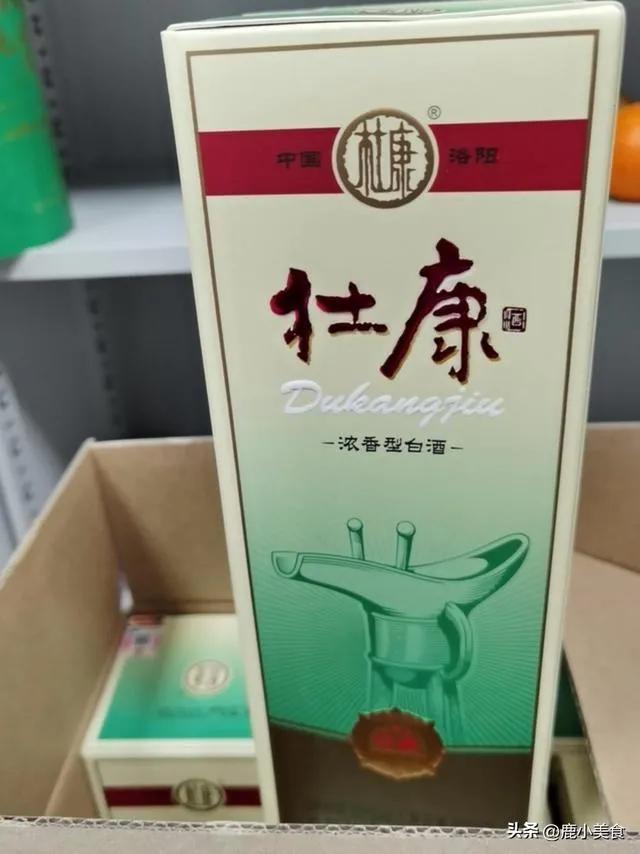 中国 杜康 ® 洛阳
杜康 酒
Dukangjiu
浓香型白酒
头条 @鹿小美食